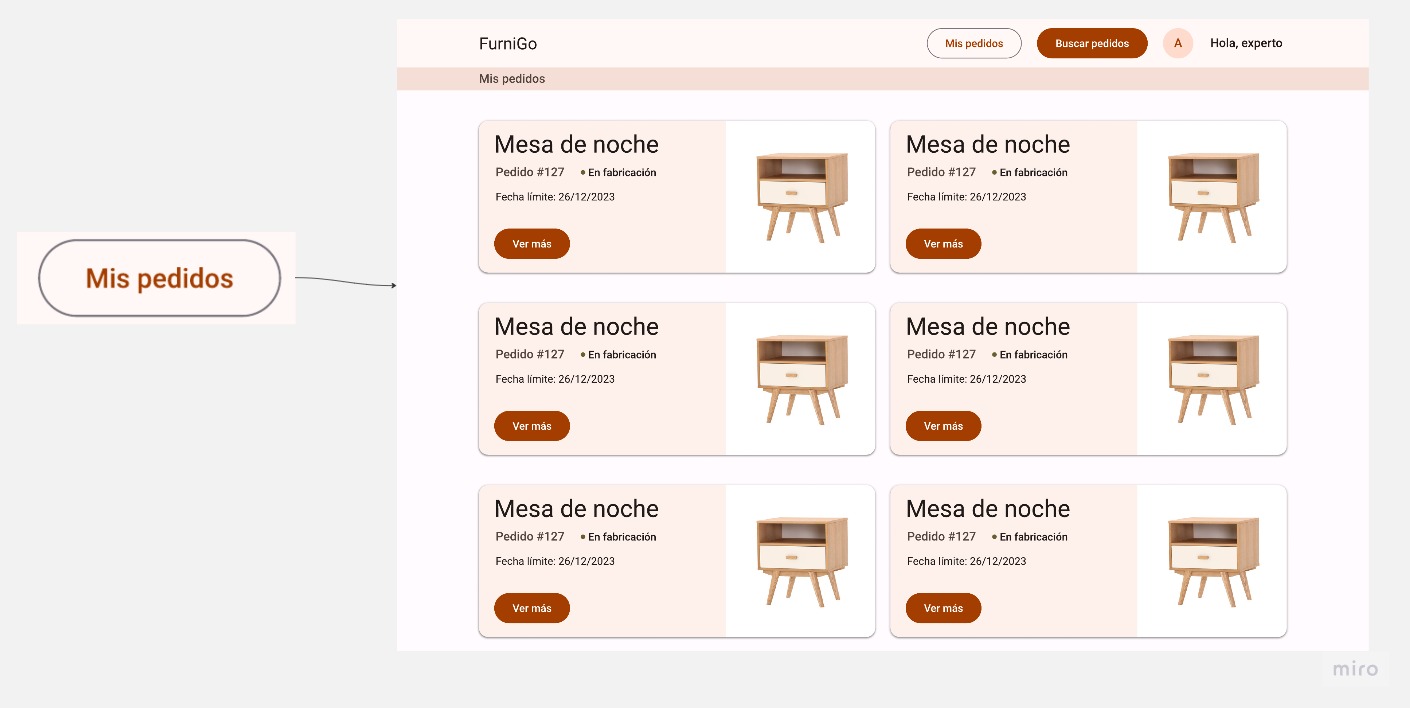 FurniGo
Mis pedidos
Buscar pedidos
A
Hola, experto
Mis pedidos
Mis pedidos
Mesa de noche
Pedido #127
En fabricación
Fecha límite: 26/12/2023
Ver más
Mesa de noche
Pedido #127
En fabricación
Fecha límite: 26/12/2023
Ver más
Mesa de noche
Pedido #127
En fabricación
Fecha límite: 26/12/2023
Ver más
Mesa de noche
Pedido #127
En fabricación
Fecha límite: 26/12/2023
Ver más
Mesa de noche
Pedido #127
En fabricación
Fecha límite: 26/12/2023
Ver más
Mesa de noche
Pedido #127
En fabricación
Fecha límite: 26/12/2023
Ver más
miro